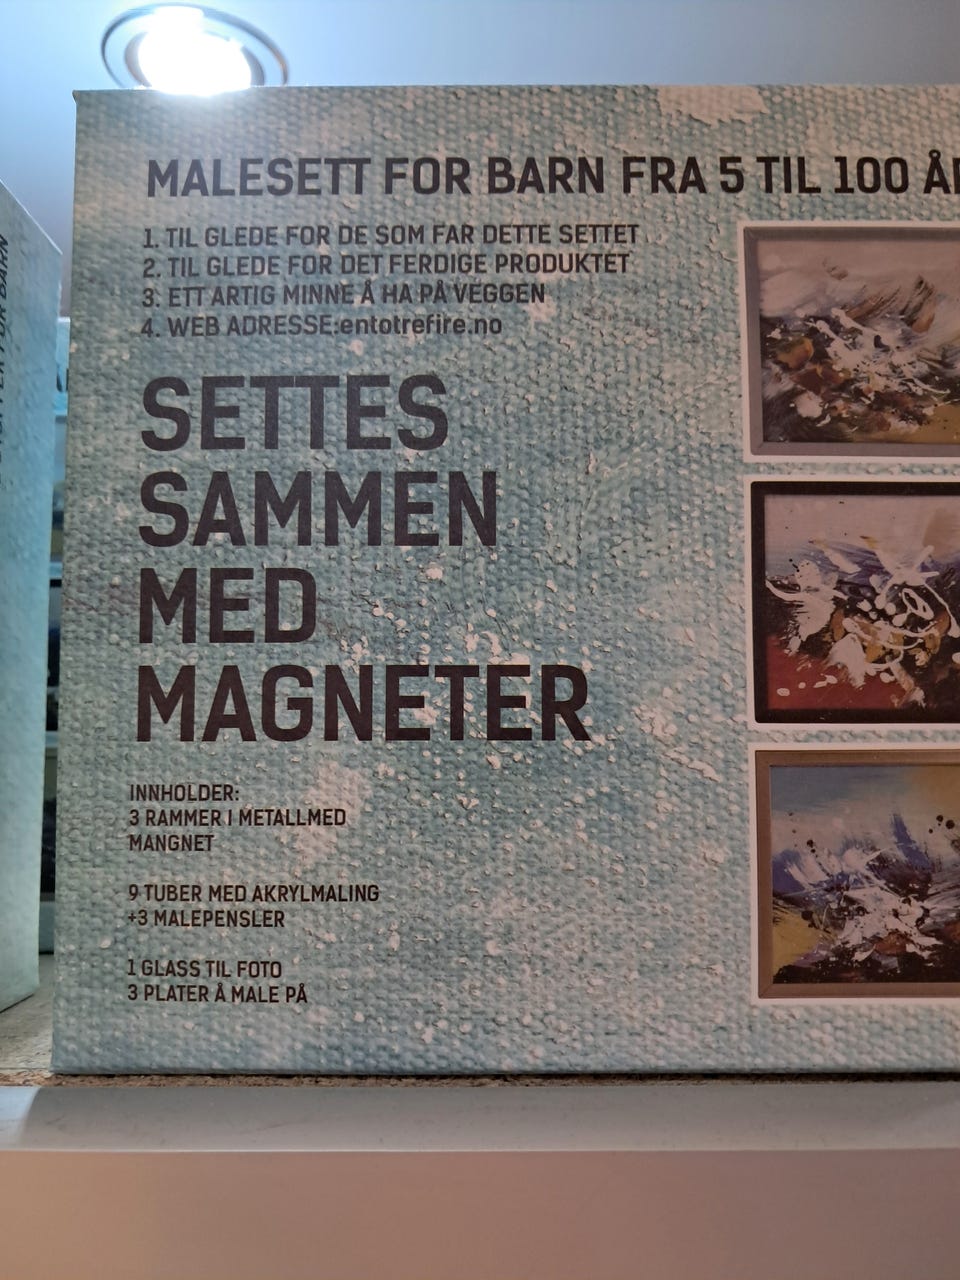 MALESETT FOR BARN FRA 5 TIL 100 ÅR
1. TIL GLEDE FOR DE SOM FAR DETTE SETTET
2. TIL GLEDE FOR DET FERDIGE PRODUKTET
3. ETT ARTIG MINNE Å HA PÅ VEGGEN
4. WEB ADRESSE:entotrefire.no
SETTES
SAMMEN
MED
MAGNETER
INNHOLDER:
3 RAMMER I METALLMED
MANGNET
9 TUBER MED AKRYLMALING
+3 MALEPENSLER
1 GLASS TIL FOTO
3 PLATER Å MALE PÅ